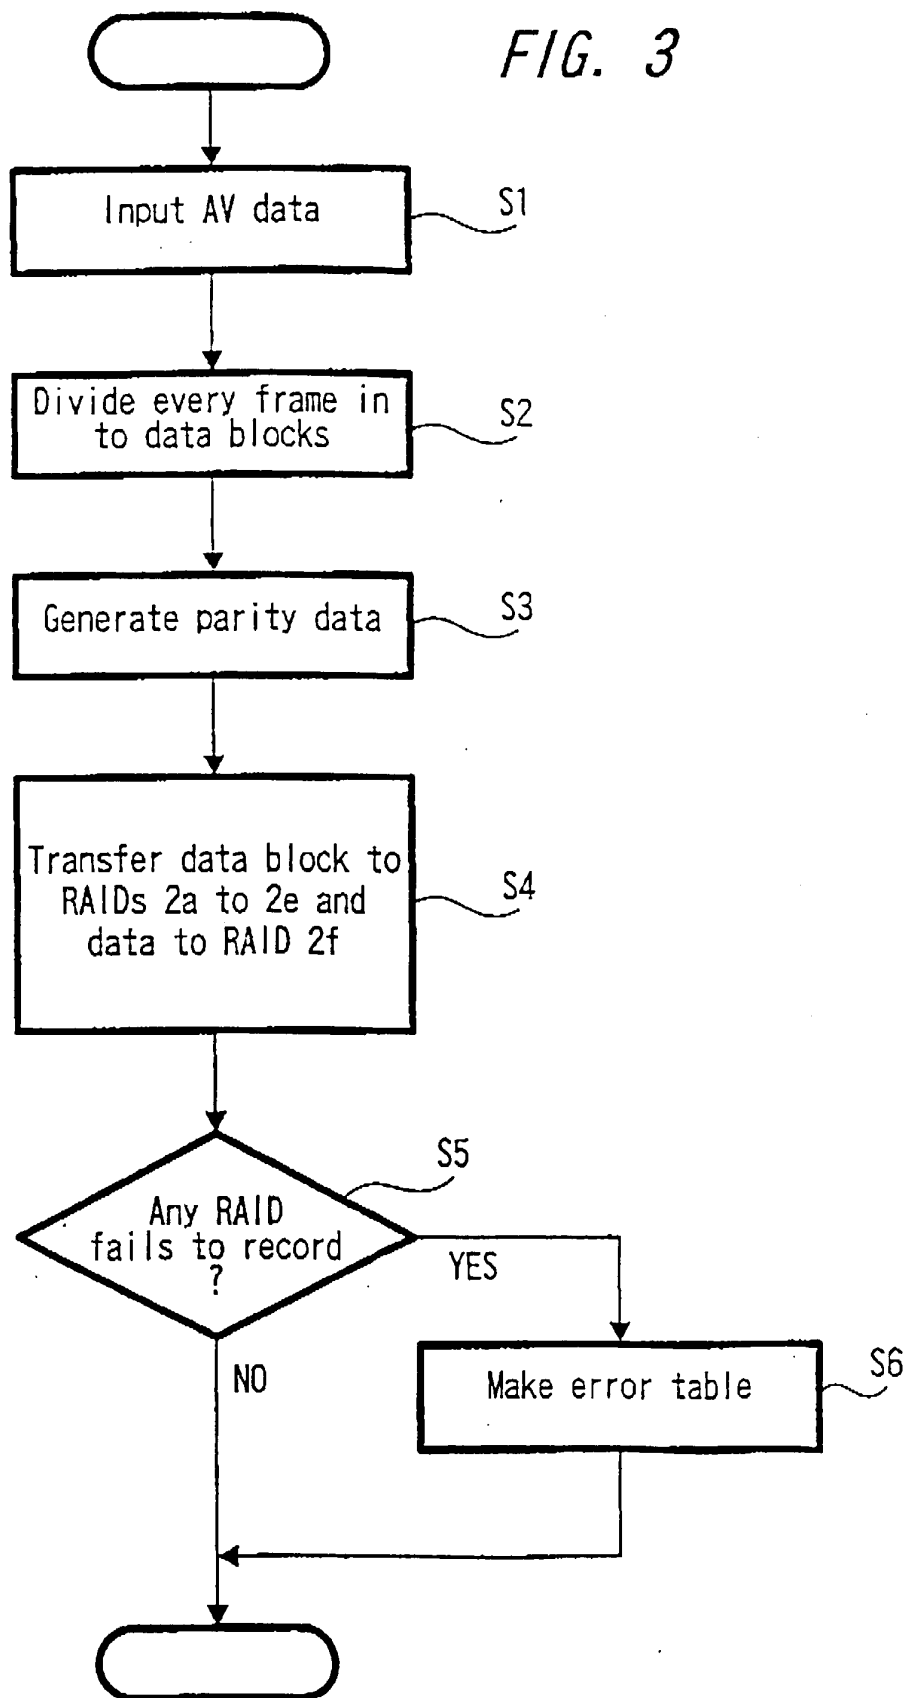 FIG. 3
Input AV data
S1
Divide every frame in
to data blocks
S2
Generate parity data
S3
Transfer data block to
RAIDs 2a to 2e and
data to RAID 2f
S4
S5
Any RAID
fails to record
?
YES
NO
Make error table
S6